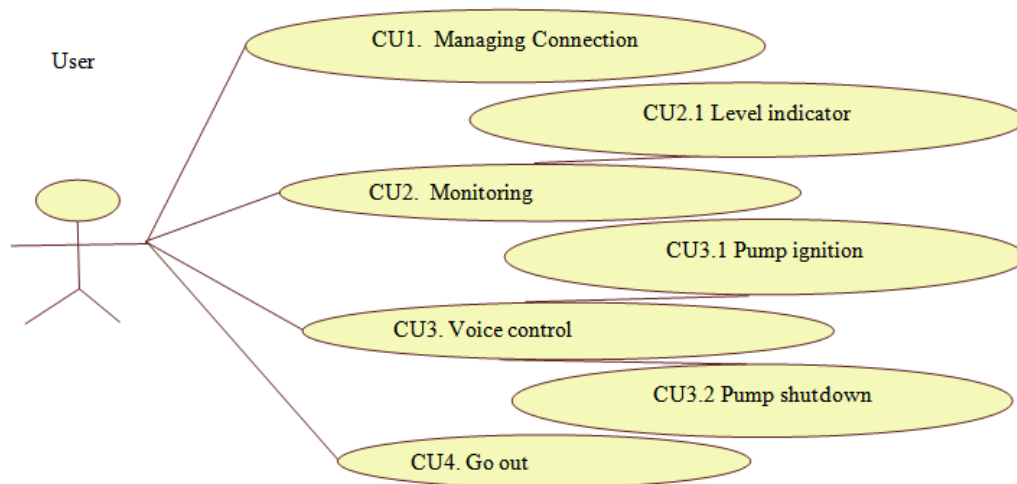 CU1.  Managing Connection
User
CU2.1 Level indicator
CU2.  Monitoring
CU3.1 Pump ignition
CU3. Voice control
CU3.2 Pump shutdown
CU4. Go out